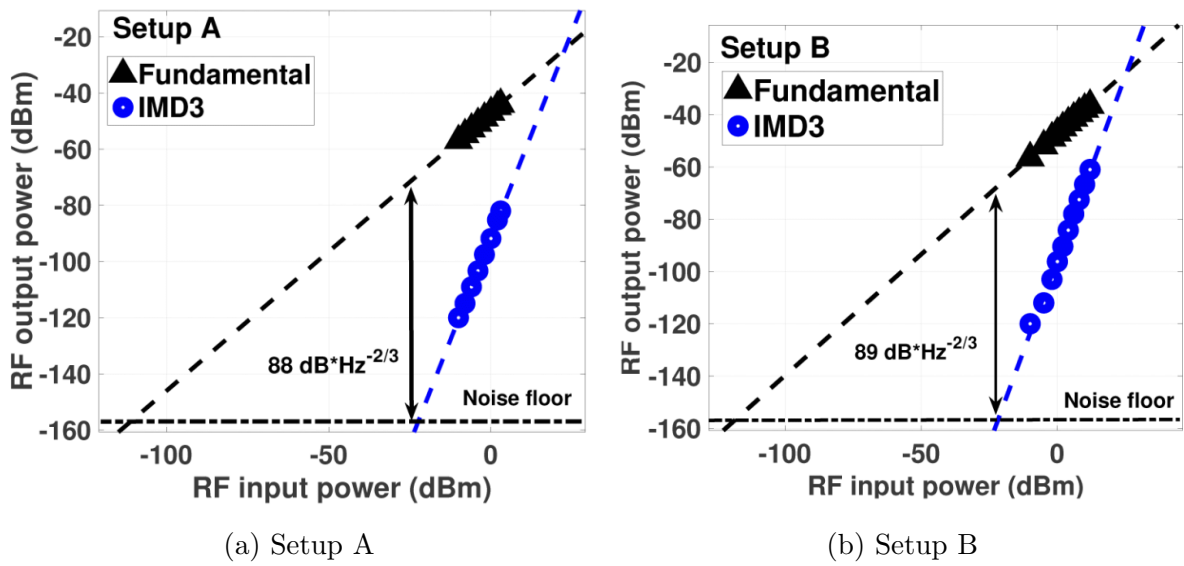 Setup A
Fundamental
IMD3
RF output power (dBm)
-20
-40
-60
-80
-100
-120
-140
-160
88 dB*Hz-2/3
Noise floor
-100
-50
0
RF input power (dBm)
(a) Setup A
Setup B
Fundamental
IMD3
RF output power (dBm)
-20
-40
-60
-80
-100
-120
-140
-160
89 dB*Hz-2/3
Noise floor
-100
-50
0
RF input power (dBm)
(b) Setup B